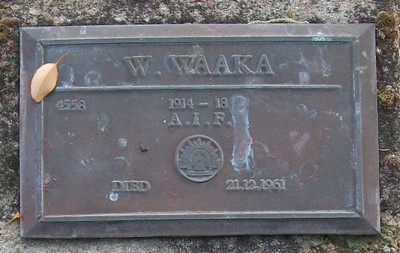 W. WAAKA
4558 1914 - 18
A.I.F.
DIED 21.12.1961